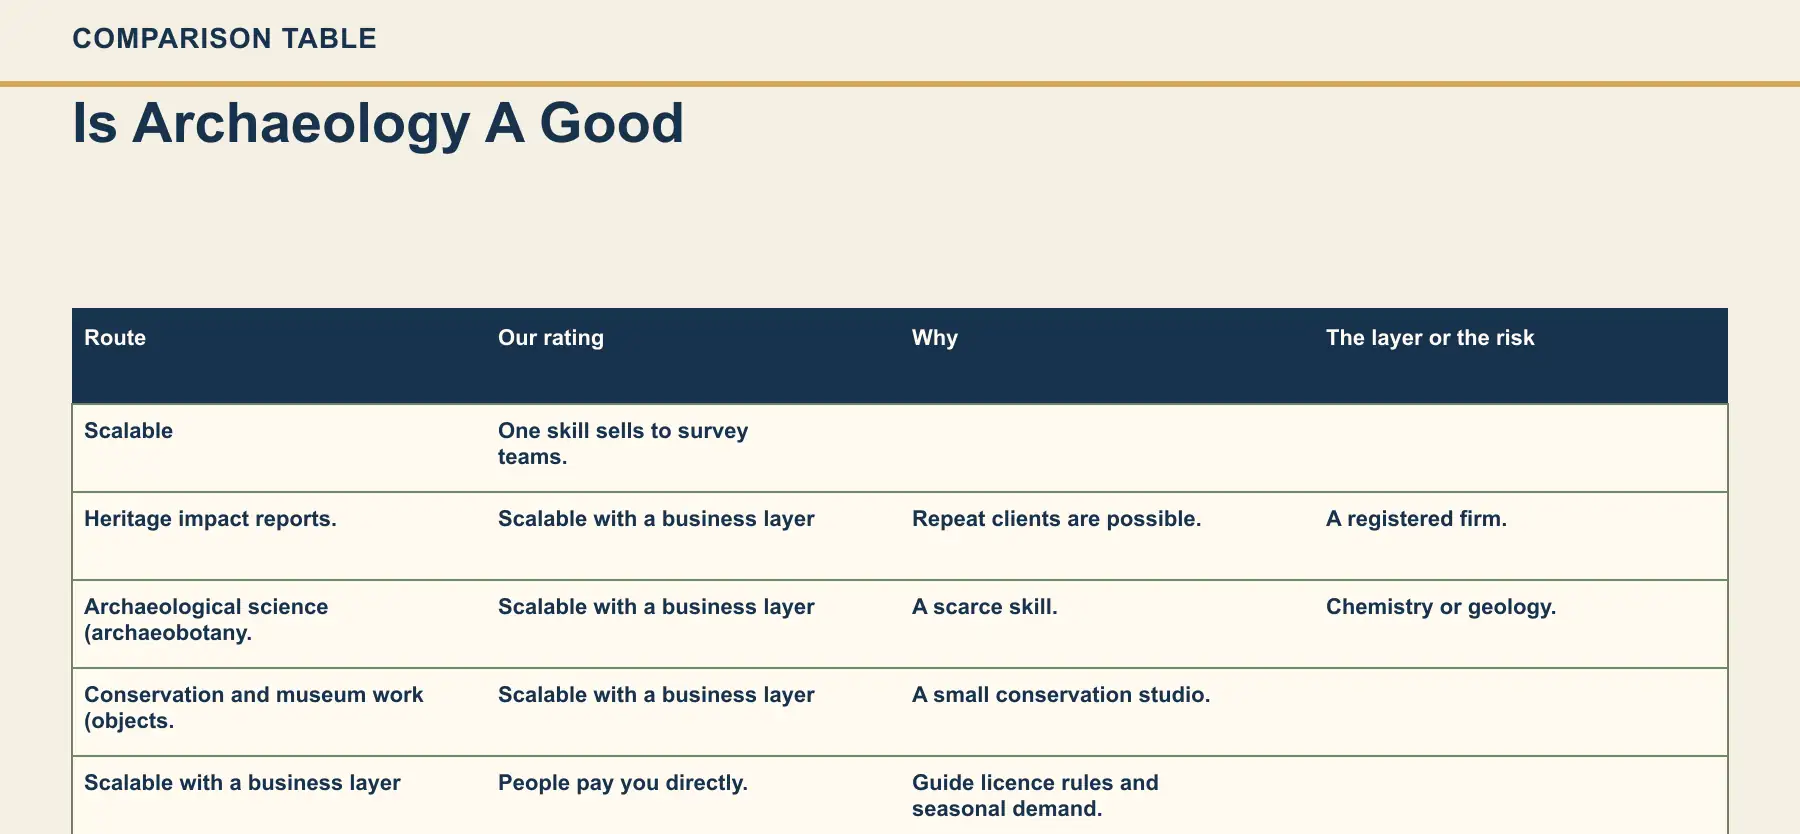 COMPARISON TABLE
Is Archaeology A Good
Route Our rating Why The layer or the risk
Scalable One skill sells to survey
teams.
Heritage impact reports. Scalable with a business layer Repeat clients are possible. A registered firm.
Archaeological science Scalable with a business layer A scarce skill. Chemistry or geology.
(archaeobotany.
Conservation and museum work Scalable with a business layer A small conservation studio.
(objects.
Scalable with a business layer People pay you directly. Guide licence rules and
seasonal demand.